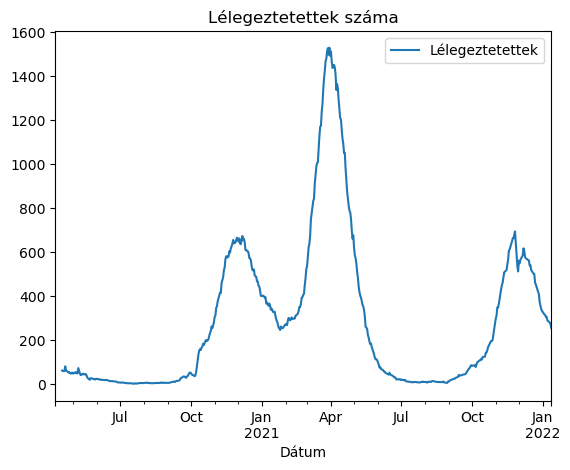 Lélegeztetettek száma
Lélegeztetettek
1600
1400
1200
1000
800
600
400
200
0
Jul
Oct
Jan
2021
Apr
Jul
Oct
Jan
2022
Dátum